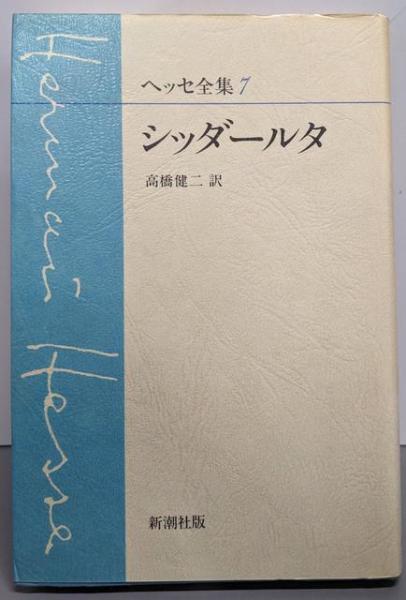 Hermann Hesse
ヘッセ全集 7
シッダールタ
高橋健二 訳
新潮社版